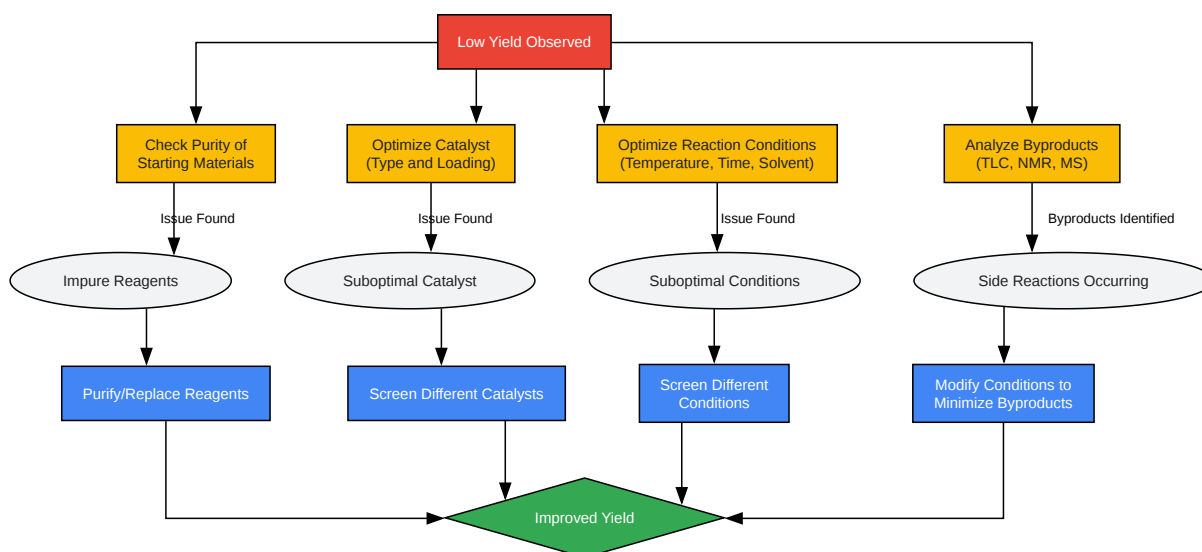 Low Yield Observed
Check Purity of
Starting Materials
Optimize Catalyst
(Type and Loading)
Optimize Reaction Conditions
(Temperature, Time, Solvent)
Analyze Byproducts
(TLC, NMR, MS)
Issue Found
Issue Found
Issue Found
Byproducts Identified
Impure Reagents
Suboptimal Catalyst
Suboptimal Conditions
Side Reactions Occurring
Purify/Replace Reagents
Screen Different Catalysts
Screen Different
Conditions
Modify Conditions to
Minimize Byproducts
Improved Yield